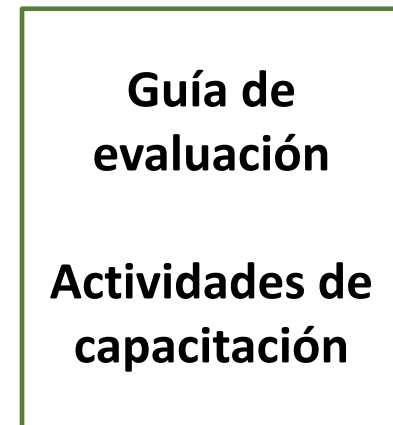 Guía de
evaluación
Actividades de
capacitación